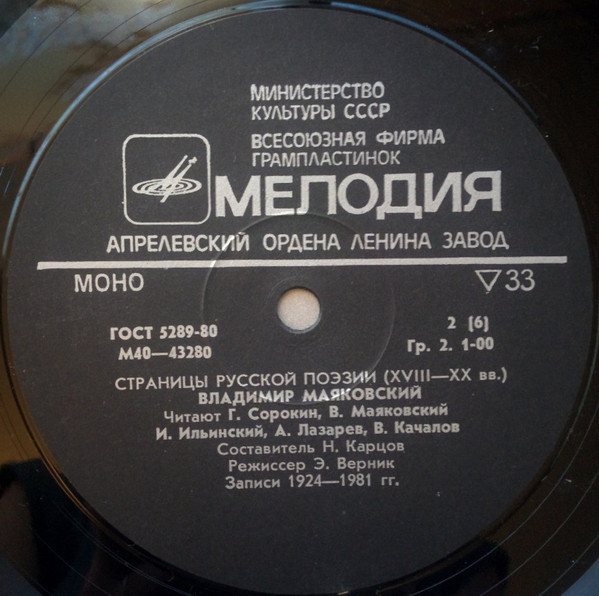 МИНИСТЕРСТВО
КУЛЬТУРЫ СССР
ВСЕСОЮЗНАЯ ФИРМА
ГРАМПЛАСТИНОК
МЕЛОДИЯ
АПРЕЛЕВСКИЙ ОРДЕНА ЛЕНИНА ЗАВОД
МОНО ▽33
ГОСТ 5289-80 2 (6)
М40—43280 Гр. 2. 1-00
СТРАНИЦЫ РУССКОЙ ПОЭЗИИ (XVIII—XX вв.)
ВЛАДИМИР МАЯКОВСКИЙ
Читают Г. Сорокин, В. Маяковский
И. Ильинский, А. Лазарев, В. Качалов
Составитель Н. Карцов
Режиссер Э. Верник
Записи 1924—1981 гг.